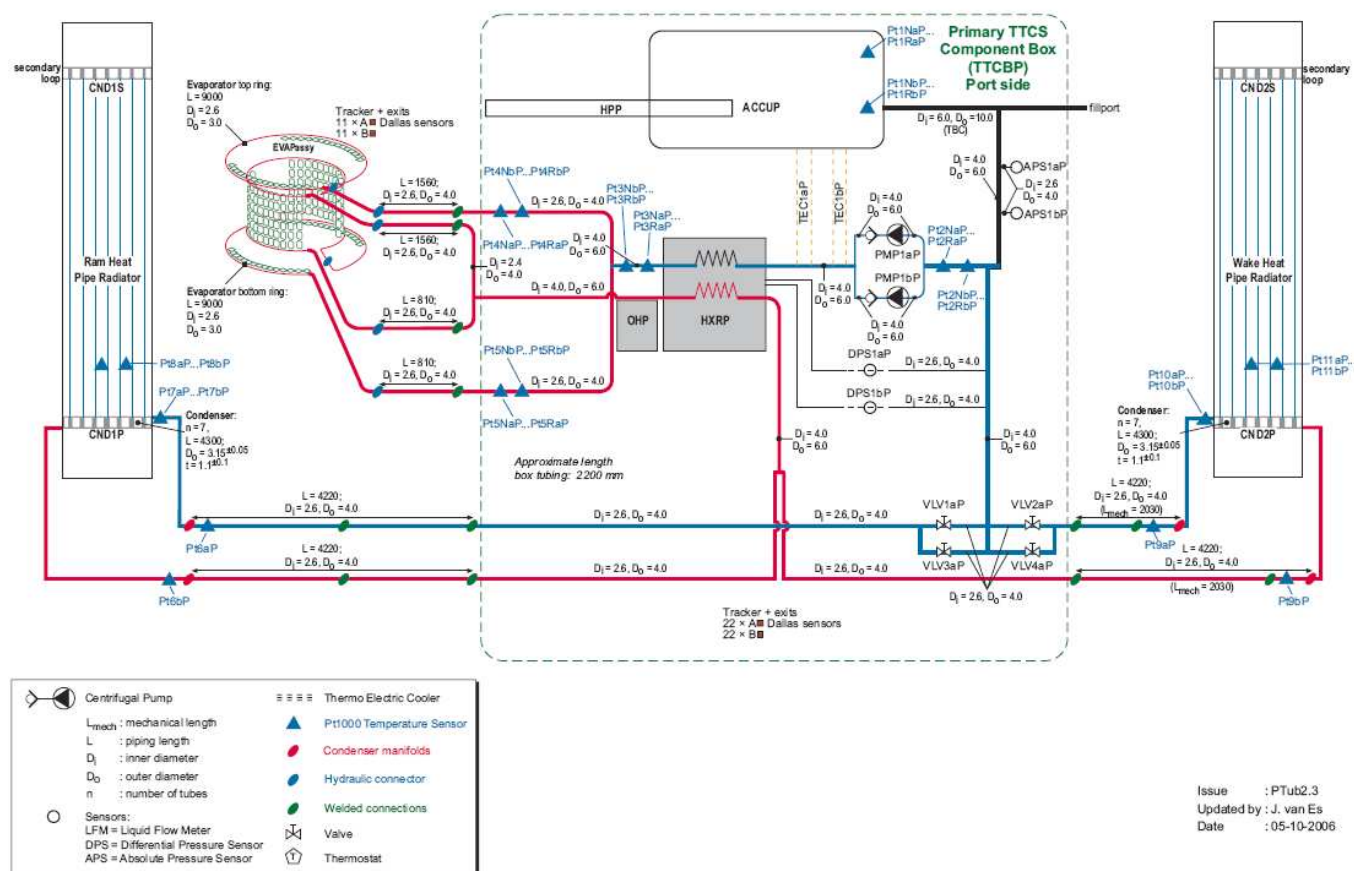 secondary
loop
CND1S
Evaporator top ring:
L = 9000
Di = 2.6
Do = 3.0
EVAPassy
Tracker + exits
11 × A Dallas sensors
11 × B
HPP
ACCUP
Pt1NaP...
Pt1RaP
Pt1NbP...
Pt1RbP
Primary TTCS
Component Box
(TTCBP)
Port side
fillport
Di = 6.0, Do = 10.0
(TBC)
Di = 4.0
Do = 6.0
APS1aP
Di = 2.6
Do = 4.0
APS1bP
CND2S
secondary
loop
Ram Heat
Pipe Radiator
Wake Heat
Pipe Radiator
L = 1560;
Di = 2.6, Do = 4.0
Pt4NbP...Pt4RbP
Di = 2.6, Do = 4.0
Pt4NaP...Pt4RaP
L = 1560;
Di = 2.6, Do = 4.0
Di = 2.4
Do = 4.0
Pt3NbP...
Pt3RbP
Pt3NaP...
Pt3RaP
Di = 4.0
Do = 6.0
Di = 4.0, Do = 6.0
TEC1aP
TEC1bP
Di = 4.0
Do = 6.0
PMP1aP
PMP1bP
Pt2NaP...
Pt2RaP
Pt2NbP...
Pt2RbP
Di = 4.0
Do = 6.0
Di = 4.0
Do = 6.0
Evaporator bottom ring:
L = 9000
Di = 2.6
Do = 3.0
L = 810;
Di = 2.6, Do = 4.0
OHP
HXRP
L = 810;
Di = 2.6, Do = 4.0
Pt5NbP...Pt5RbP
Di = 2.6, Do = 4.0
Pt5NaP...Pt5RaP
DPS1aP
Di = 2.6, Do = 4.0
DPS1bP
Di = 2.6, Do = 4.0
Pt8aP...Pt8bP
Pt7aP...Pt7bP
Condenser:
n = 7,
L = 4300;
Do = 3.15±0.05
t = 1.1±0.1
CND1P
Pt11aP...
Pt11bP
Pt10aP...
Pt10bP
Condenser:
n = 7,
L = 4300;
Do = 3.15±0.05
t = 1.1±0.1
CND2P
Approximate length
box tubing: 2200 mm
Di = 4.0
Do = 6.0
Di = 4.0
Do = 6.0
L = 4220;
Di = 2.6, Do = 4.0
Di = 2.6, Do = 4.0
Di = 2.6, Do = 4.0
VLV1aP
VLV2aP
L = 4220;
Di = 2.6, Do = 4.0
(Lmech = 2030)
Pt6aP
Pt9aP
L = 4220;
Di = 2.6, Do = 4.0
Di = 2.6, Do = 4.0
Di = 2.6, Do = 4.0
VLV3aP
VLV4aP
L = 4220;
Di = 2.6, Do = 4.0
(Lmech = 2030)
Pt6bP
Pt9bP
Di = 2.6, Do = 4.0
Tracker + exits
22 × A Dallas sensors
22 × B
Centrifugal Pump
Lmech : mechanical length
L : piping length
Di : inner diameter
Do : outer diameter
n : number of tubes
Sensors:
LFM = Liquid Flow Meter
DPS = Differential Pressure Sensor
APS = Absolute Pressure Sensor
Thermo Electric Cooler
Pt1000 Temperature Sensor
Condenser manifolds
Hydraulic connector
Welded connections
Valve
T Thermostat
Issue : PTub2.3
Updated by : J. van Es
Date : 05-10-2006